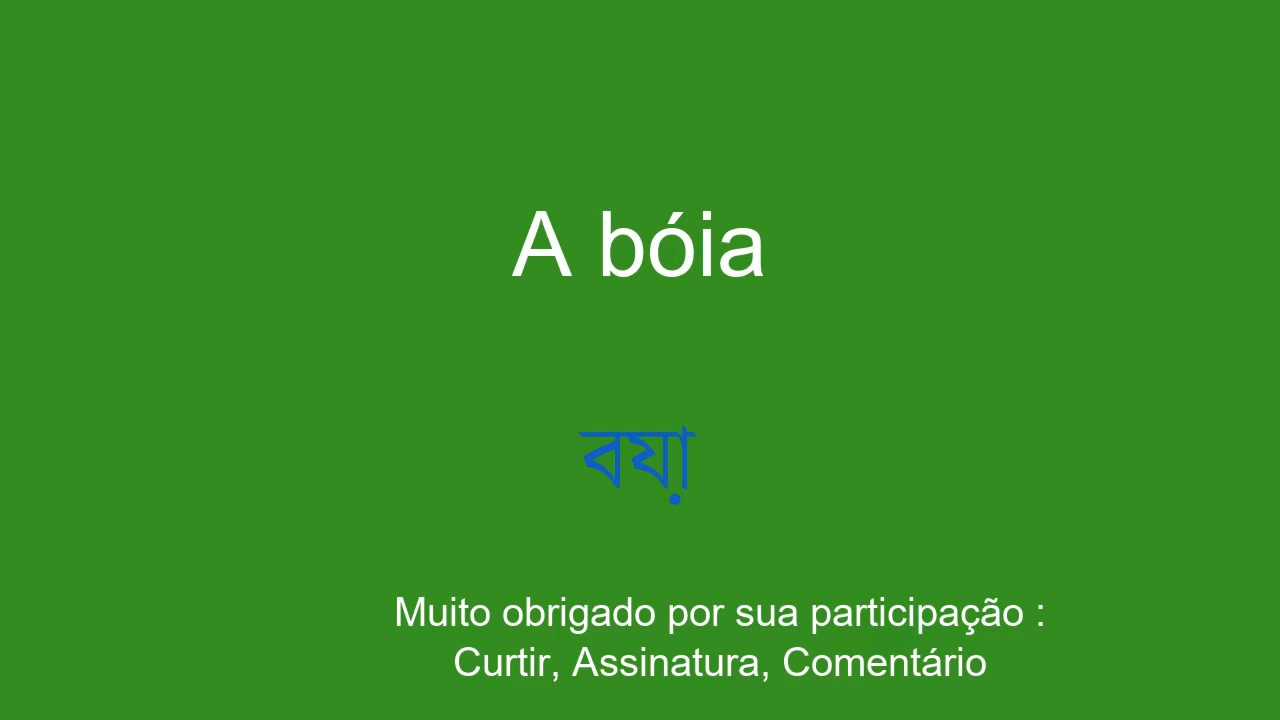 A bóia
বয়া
Muito obrigado por sua participação :
Curtir, Assinatura, Comentário